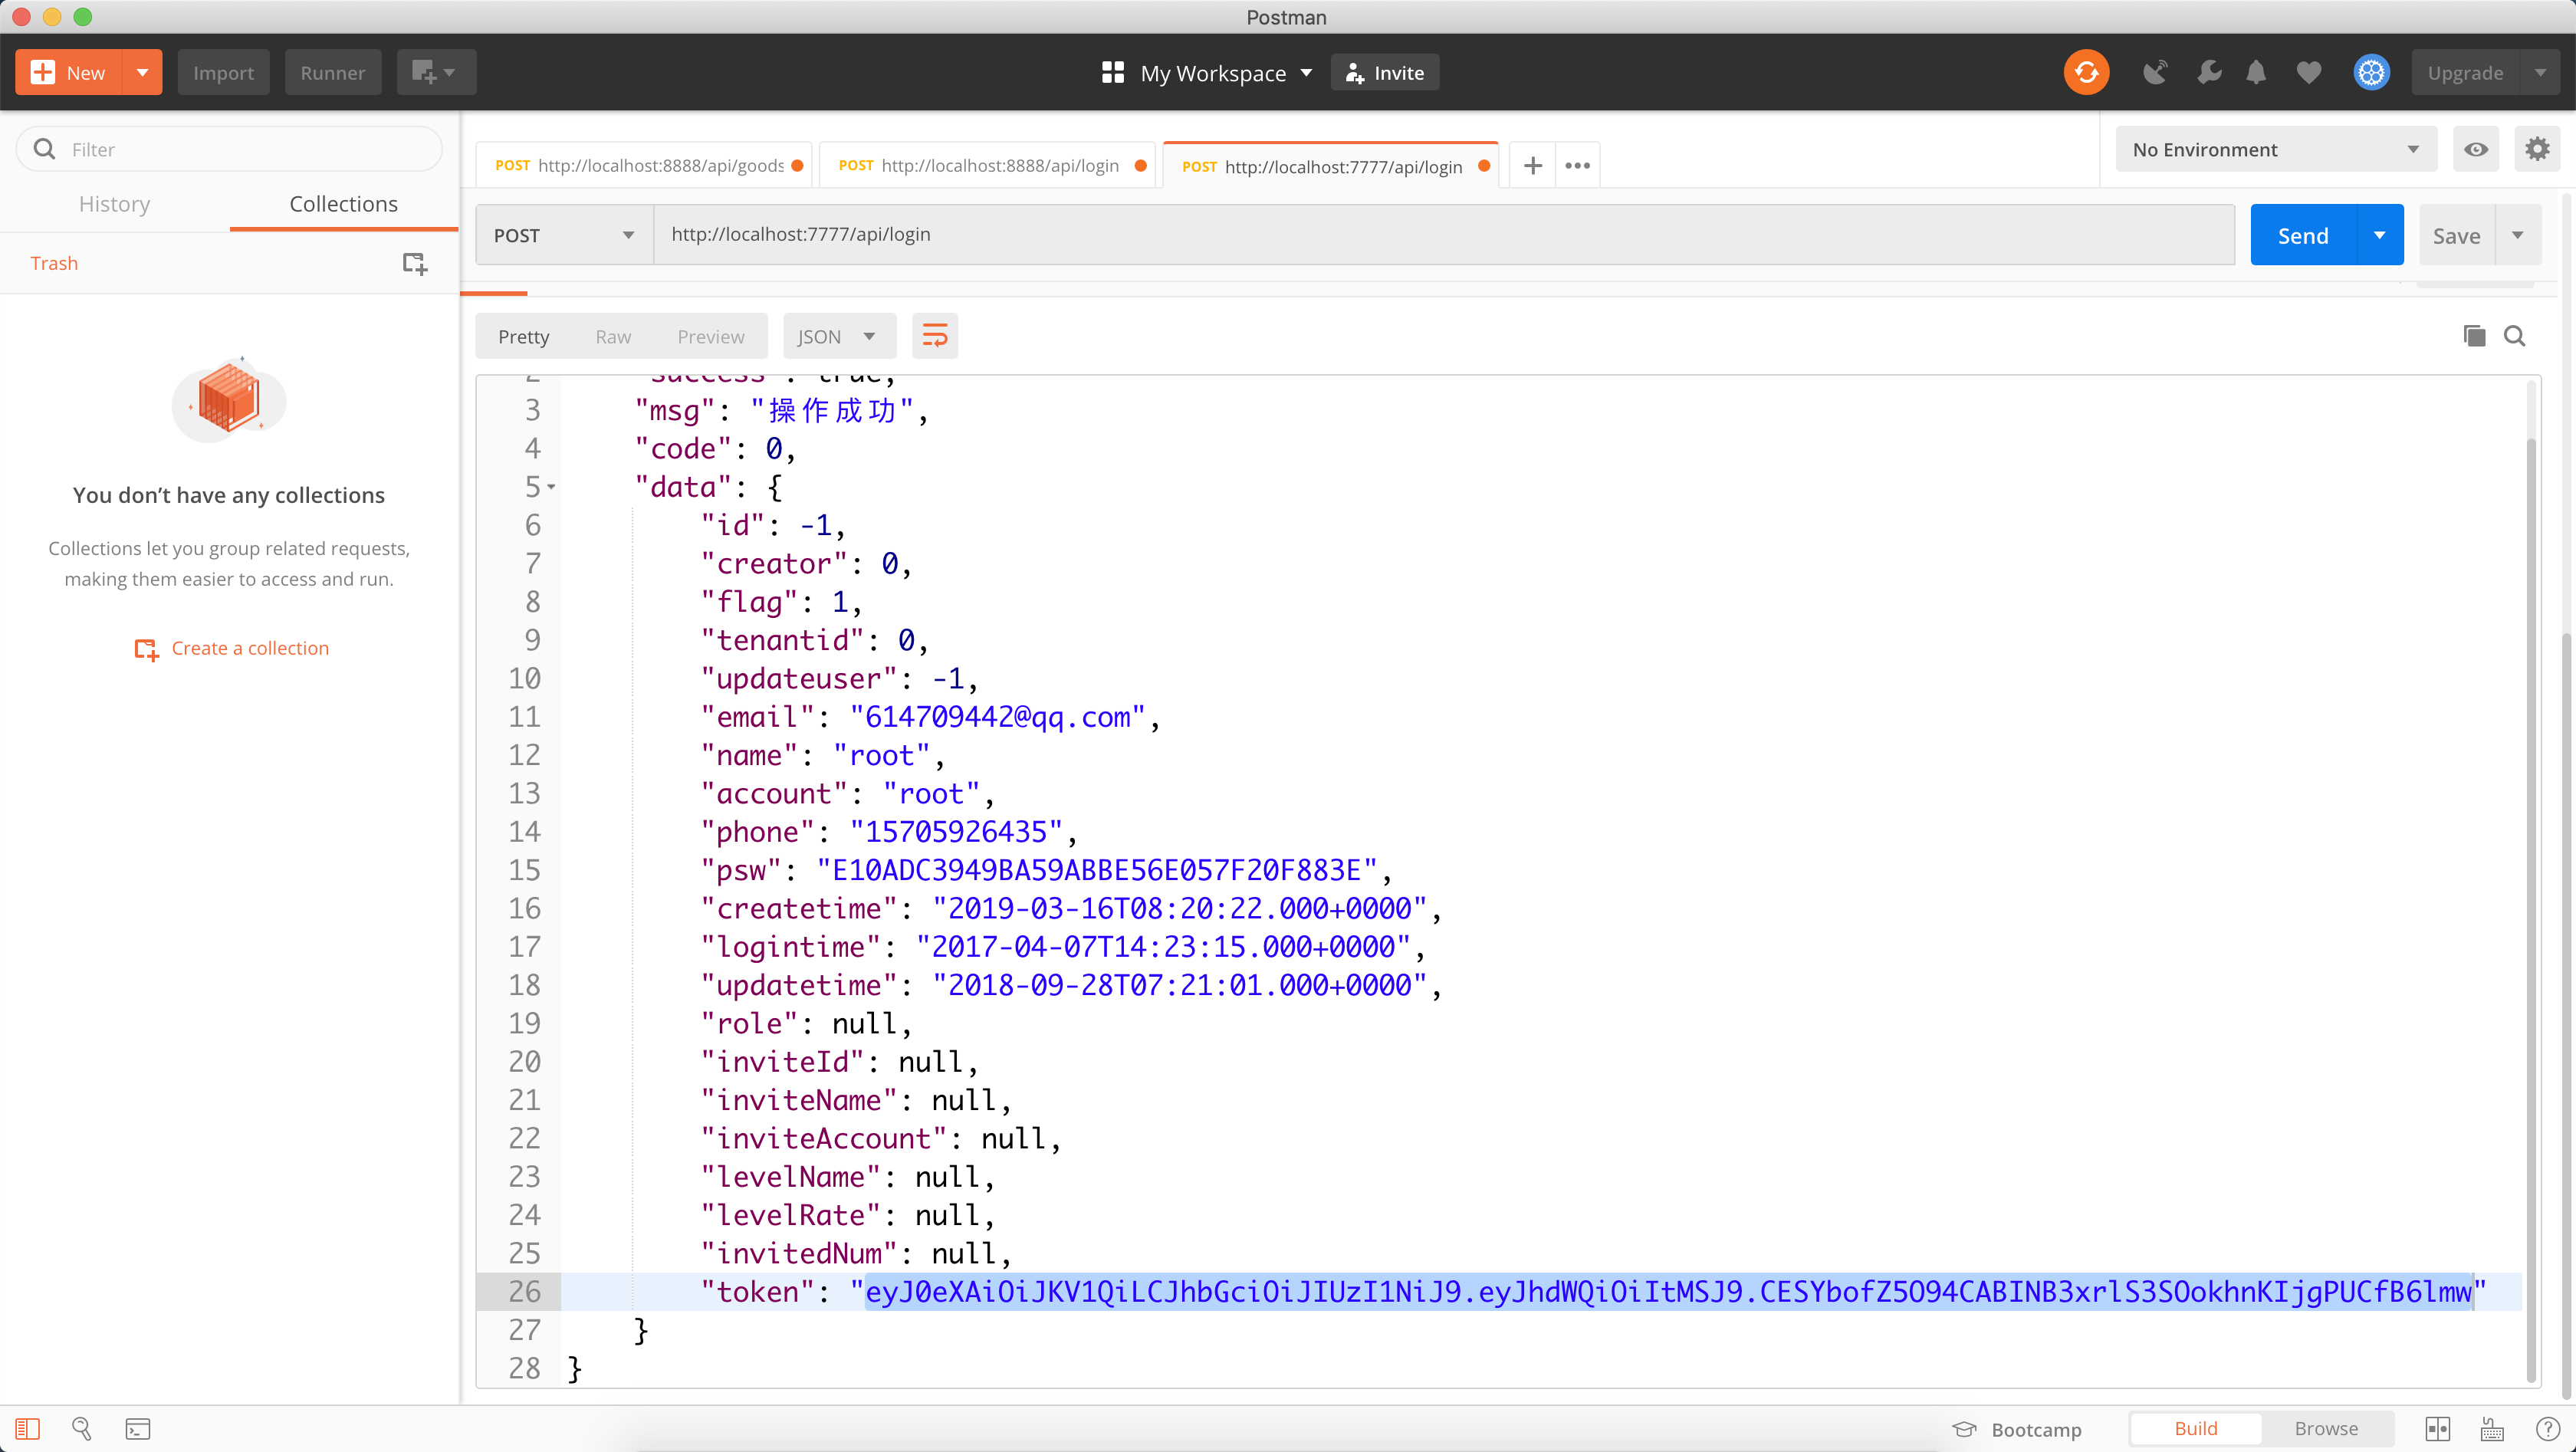 Postman
New
Import
Runner
My Workspace
Invite
Upgrade
Filter
History
Collections
Trash
You don’t have any collections
Collections let you group related requests,
making them easier to access and run.
Create a collection
POST http://localhost:8888/api/goods
POST http://localhost:8888/api/login
POST http://localhost:7777/api/login
No Environment
POST
http://localhost:7777/api/login
Send
Save
Pretty
Raw
Preview
JSON
2 "success": true,
3 "msg": "操作成功",
4 "code": 0,
5 "data": {
6 "id": -1,
7 "creator": 0,
8 "flag": 1,
9 "tenantid": 0,
10 "updateuser": -1,
11 "email": "614709442@qq.com",
12 "name": "root",
13 "account": "root",
14 "phone": "15705926435",
15 "psw": "E10ADC3949BA59ABBE56E057F20F883E",
16 "createtime": "2019-03-16T08:20:22.000+0000",
17 "logintime": "2017-04-07T14:23:15.000+0000",
18 "updatetime": "2018-09-28T07:21:01.000+0000",
19 "role": null,
20 "inviteId": null,
21 "inviteName": null,
22 "inviteAccount": null,
23 "levelName": null,
24 "levelRate": null,
25 "invitedNum": null,
26 "token": "eyJ0eXAiOiJKV1QiLCJhbGciOiJIUzI1NiJ9.eyJhdWQiOiItMSJ9.CESYbofZ5O94CABINB3xrlS3SOokhnKIjgPUCfB6lmw"
27 }
28 }
Bootcamp
Build
Browse